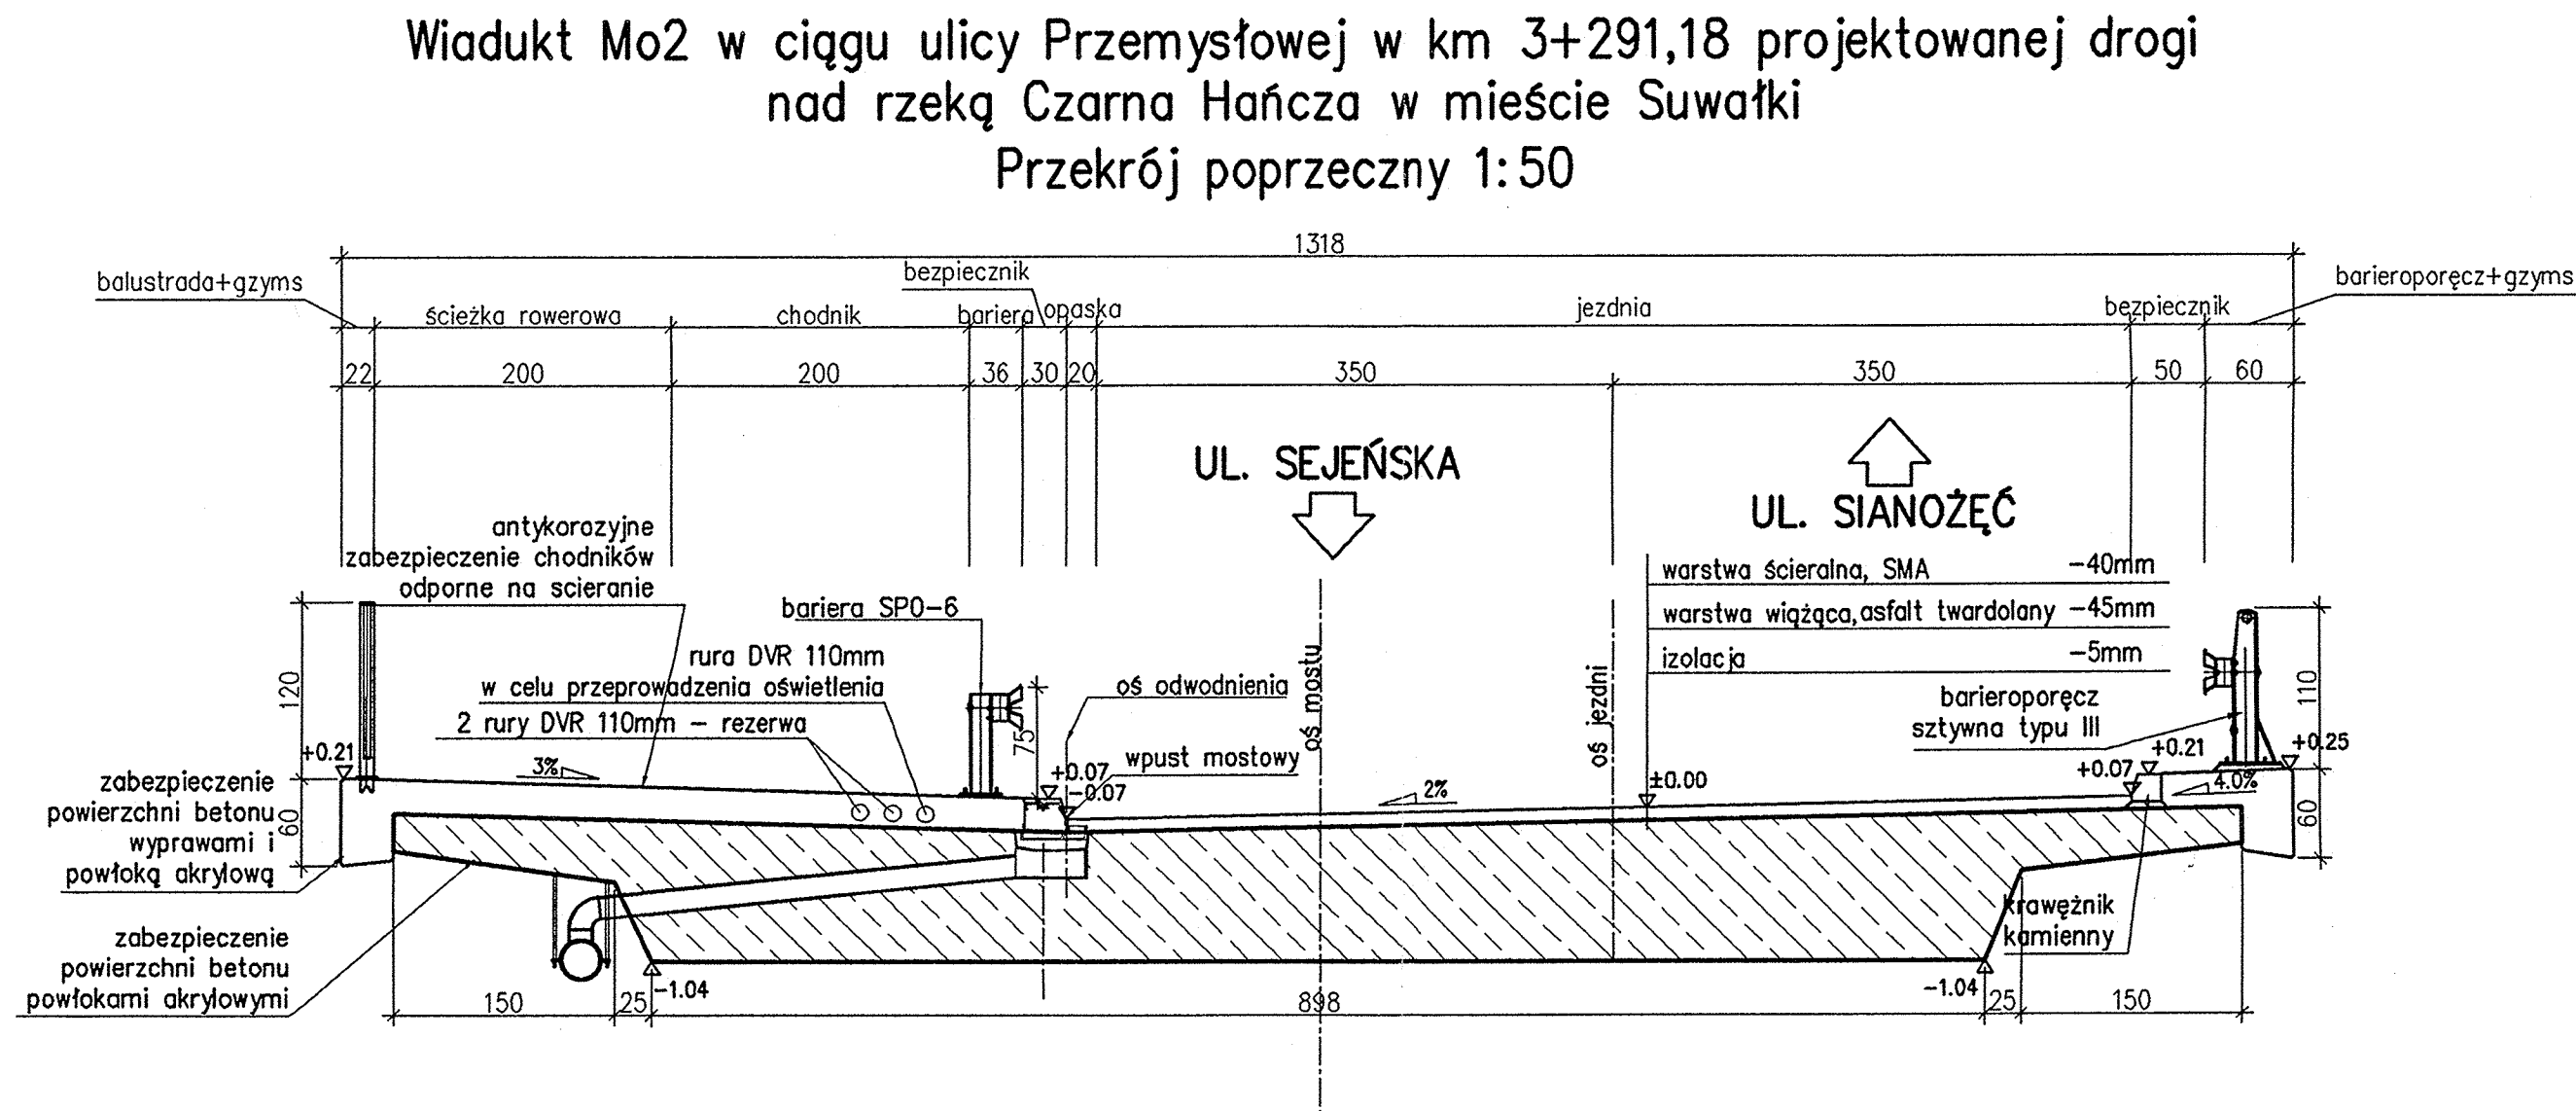 Wiadukt Mo2 w ciągu ulicy Przemysłowej w km 3+291,18 projektowanej drogi
nad rzeką Czarna Hańcza w mieście Suwałki
Przekrój poprzeczny 1:50
1318
balustrada+gzyms
bezpiecznik
barieroporęcz+gzyms
ścieżka rowerowa
chodnik
bariera
opaska
jezdnia
bezpiecznik
22
200
200
36
30
20
350
350
50
60
UL. SEJEŃSKA
UL. SIANOŻĘĆ
antykorazyjne
zabezpieczenie chodników
odporne na scieranie
bariera SPO-6
rura DVR 110mm
w celu przeprowadzenia oświetlenia
2 rury DVR 110mm – rezerwa
oś odwodnienia
wpust mostowy
oś mostu
oś jezdni
warstwa ścieralna, SMA -40mm
warstwa wiążąca,asfalt twardolany -45mm
izolacja -5mm
barieroporęcz
sztywna typu III
120
60
75
110
60
+0.21
3%
+0.07
-0.07
2%
±0.00
+0.07
+0.21
4.0%
+0.25
zabezpieczenie
powierzchni betonu
wyprawami i
powłoką akrylową
zabezpieczenie
powierzchni betonu
powłokami akrylowymi
krawężnik
kamienny
-1.04
-1.04
150
25
898
25
150